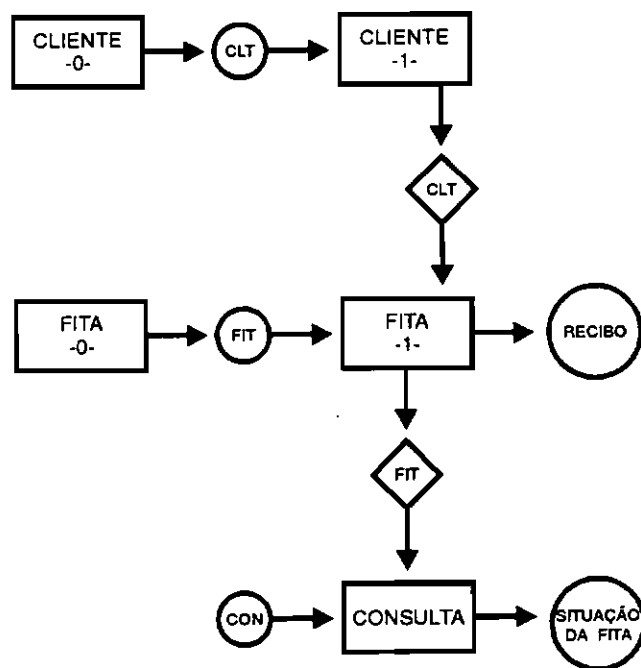 CLIENTE
-0-
CLT
CLIENTE
-1-
CLT
FITA
-0-
FIT
FITA
-1-
RECIBO
FIT
CON
CONSULTA
SITUAÇÃO
DA FITA